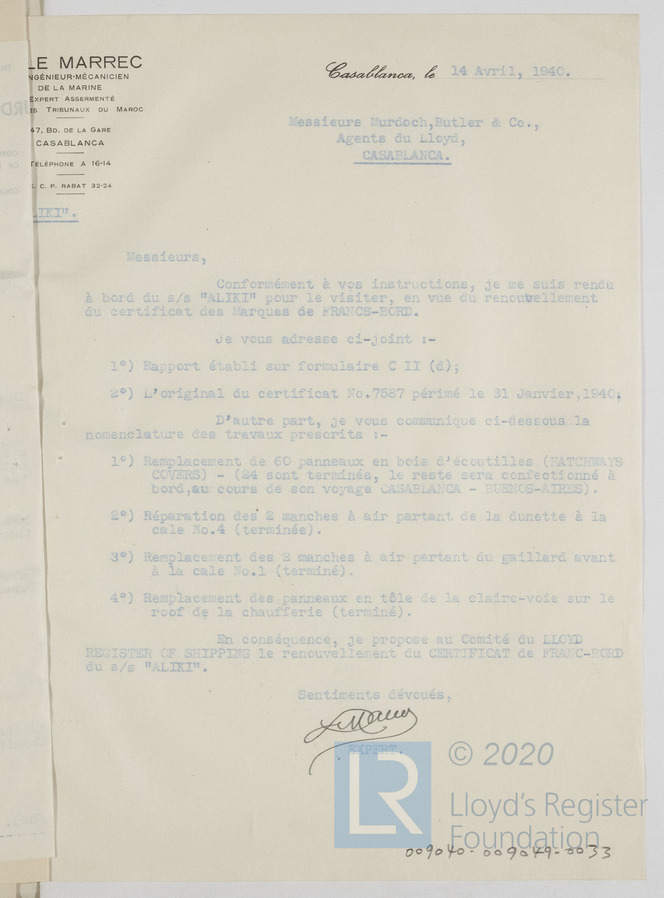 LE MARREC
INGÉNIEUR-MÉCANICIEN
DE LA MARINE
EXPERT ASSERMENTÉ
TRIBUNAUX DU MAROC
47, BD. DE LA GARE
CASABLANCA
TÉLÉPHONE A 16-14
C. P. RABAT 32-24
LIKI".
Casablanca, le 14 Avril, 1940.
Messieurs Murdoch,Butler & Co.,
Agents du Lloyd,
CASABLANCA.
Messieurs,
Conformément à vos instructions, je me suis rendu
à bord du s/s "ALIKI" pour le visiter, en vue du renouvellement
du certificat des Marques de FRANCS-BORD.
Je vous adresse ci-joint :-
1°) Rapport établi sur formulaire C II (d);
2°) L'original du certificat No.7587 périmé le 31 Janvier,1940,
D'autre part, je vous communique ci-dessous la
nomenclature des travaux prescrits :-
1°) Remplacement de 60 panneaux en bois d'écoutilles (HATCHWAYS
COVERS) - (24 sont terminés, le reste sera confectionné à
bord,au cours de son voyage CASABLANCA - BUENOS-AIRES).
2°) Réparation des 2 manches à air partant de la dunette à la
cale No.4 (terminée).
3°) Remplacement des 2 manches à air partant du gaillard avant
à la cale No.1 (terminé).
4°) Remplacement des panneaux en tôle de la claire-voie sur le
roof de la chaufferie (terminé).
En conséquence, je propose au Comité du LLOYD
REGISTER OF SHIPPING le renouvellement du CERTIFICAT de FRANC-BORD
du s/s "ALIKI".
Sentiments dévoués,
EXPERT.
LR
© 2020
Lloyd's Register
Foundation
009040-009049-0033